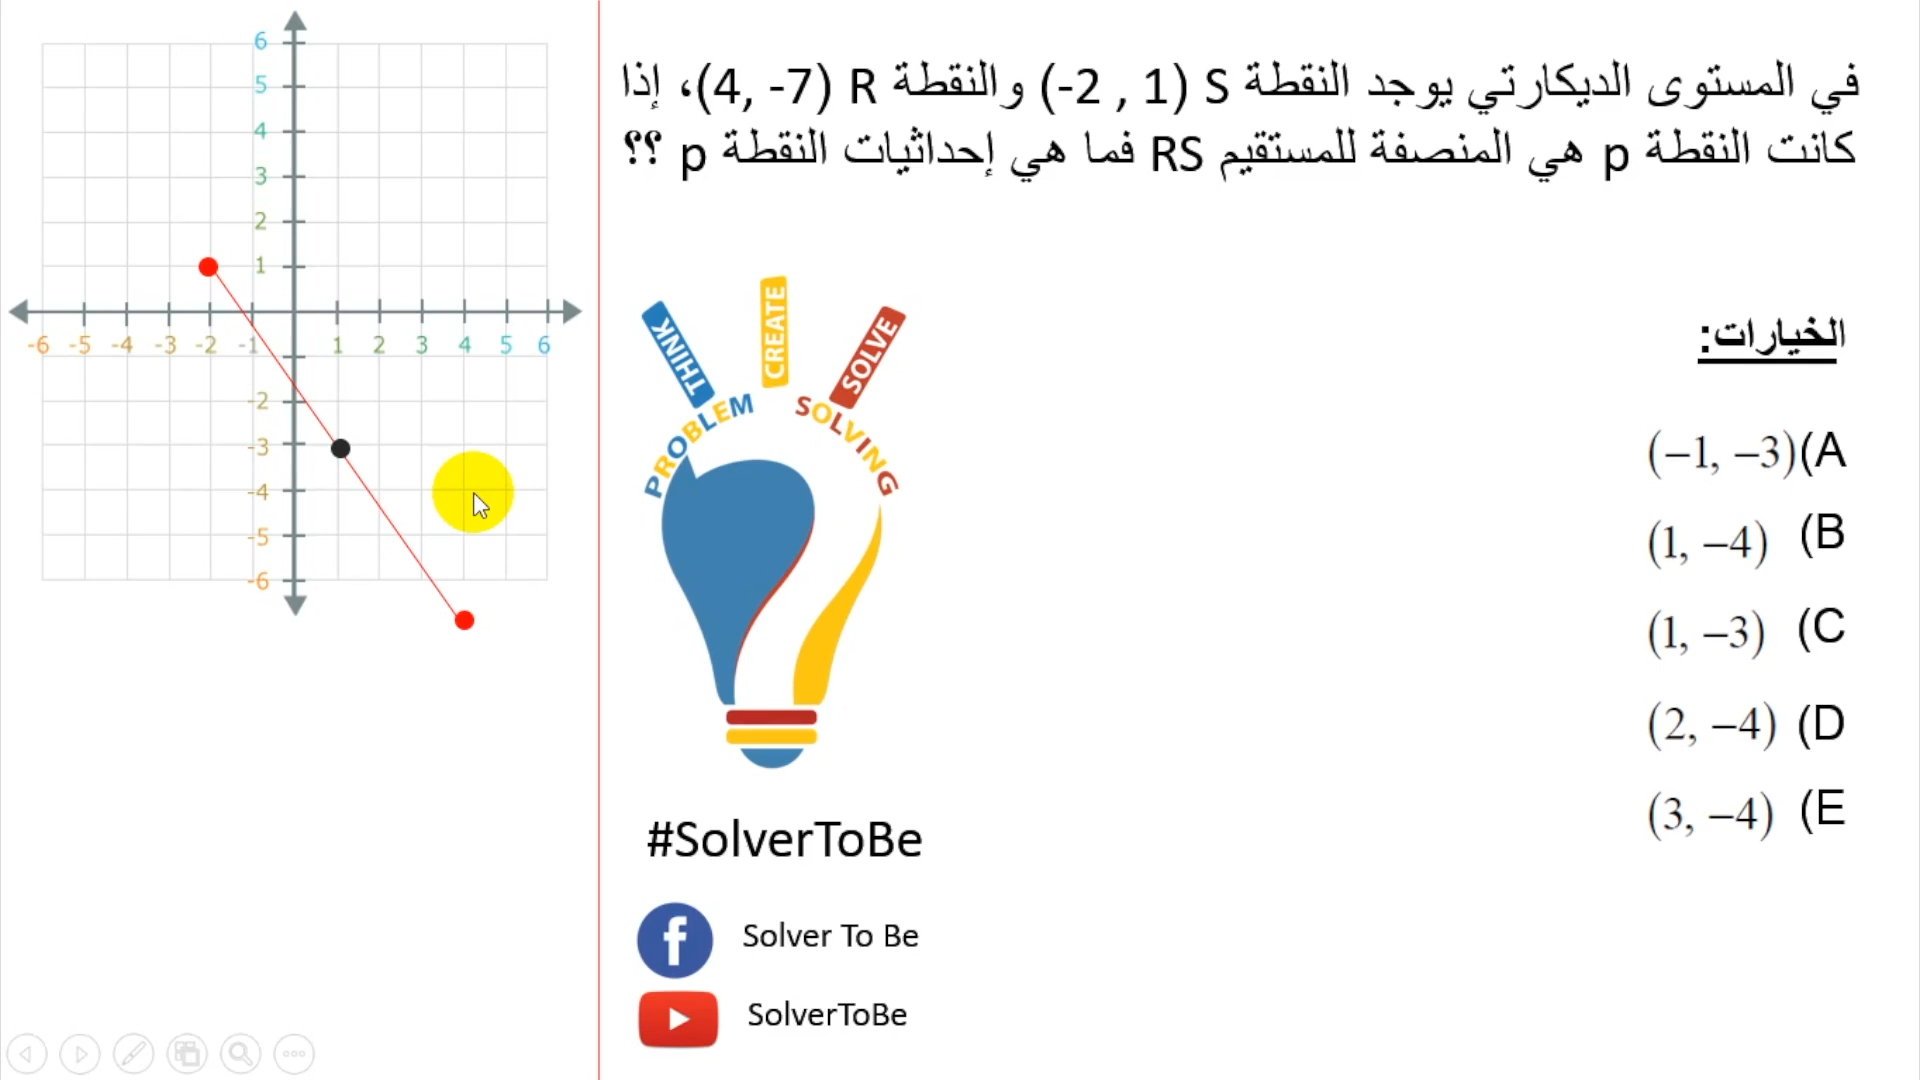 في المستوى الديكارتي يوجد النقطة S (-2 , 1) والنقطة R (4, -7)، إذا
كانت النقطة p هي المنصفة للمستقيم RS فما هي إحداثيات النقطة p ؟؟
الخيارات:
(−1, −3)(A
(1, −4) (B
(1, −3) (C
(2, −4) (D
(3, −4) (E
THINK CREATE SOLVE
PROBLEM SOLVING
#SolverToBe
f Solver To Be
SolverToBe
6
5
4
3
2
1
-6 -5 -4 -3 -2 -1 1 2 3 4 5 6
-2
-3
-4
-5
-6